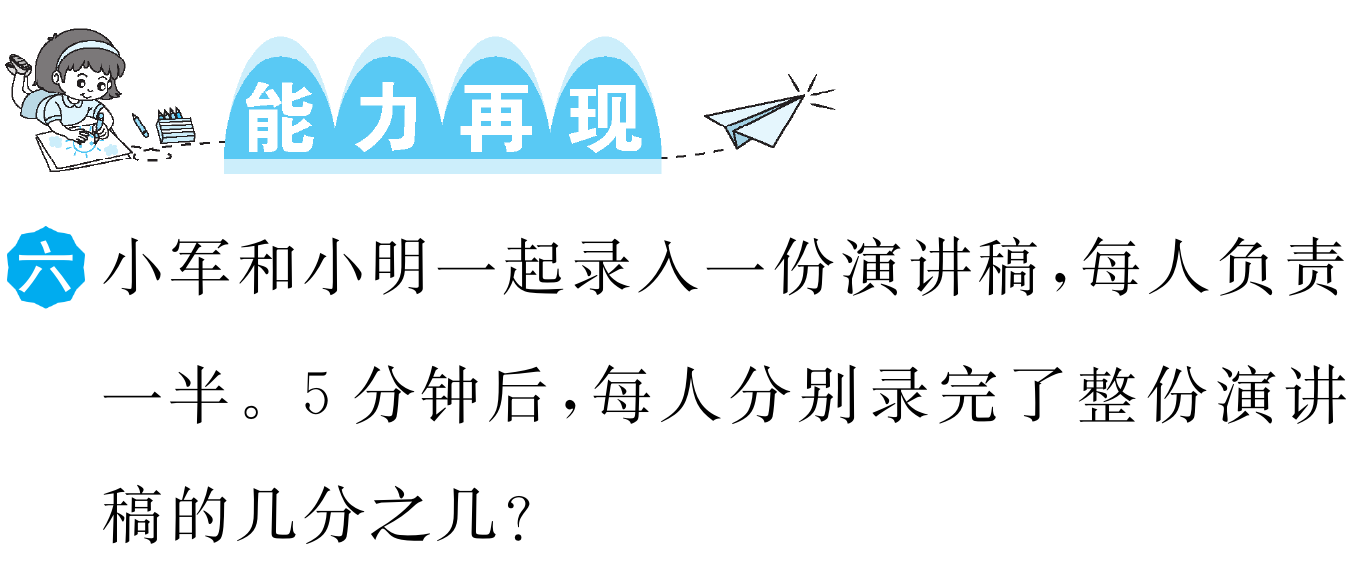 能力再现
六 小军和小明一起录入一份演讲稿,每人负责
一半。5分钟后,每人分别录完了整份演讲
稿的几分之几?